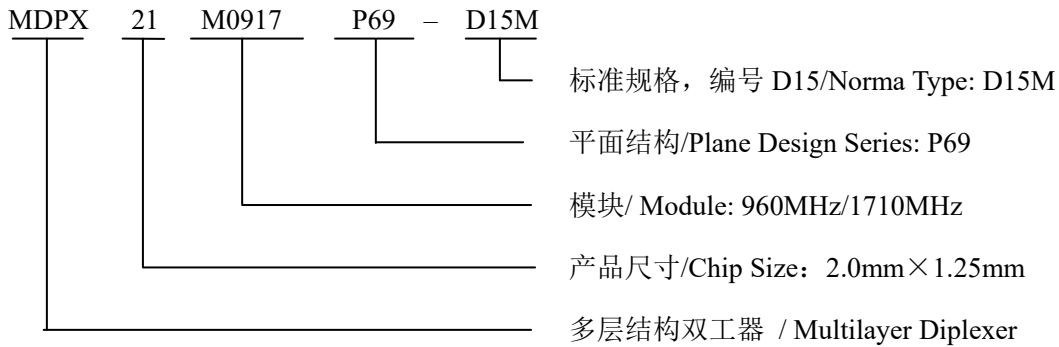 MDPX 21 M0917 P69 – D15M
标准规格，编号 D15/Norma Type: D15M
平面结构/Plane Design Series: P69
模块/ Module: 960MHz/1710MHz
产品尺寸/Chip Size：2.0mm×1.25mm
多层结构双工器 / Multilayer Diplexer